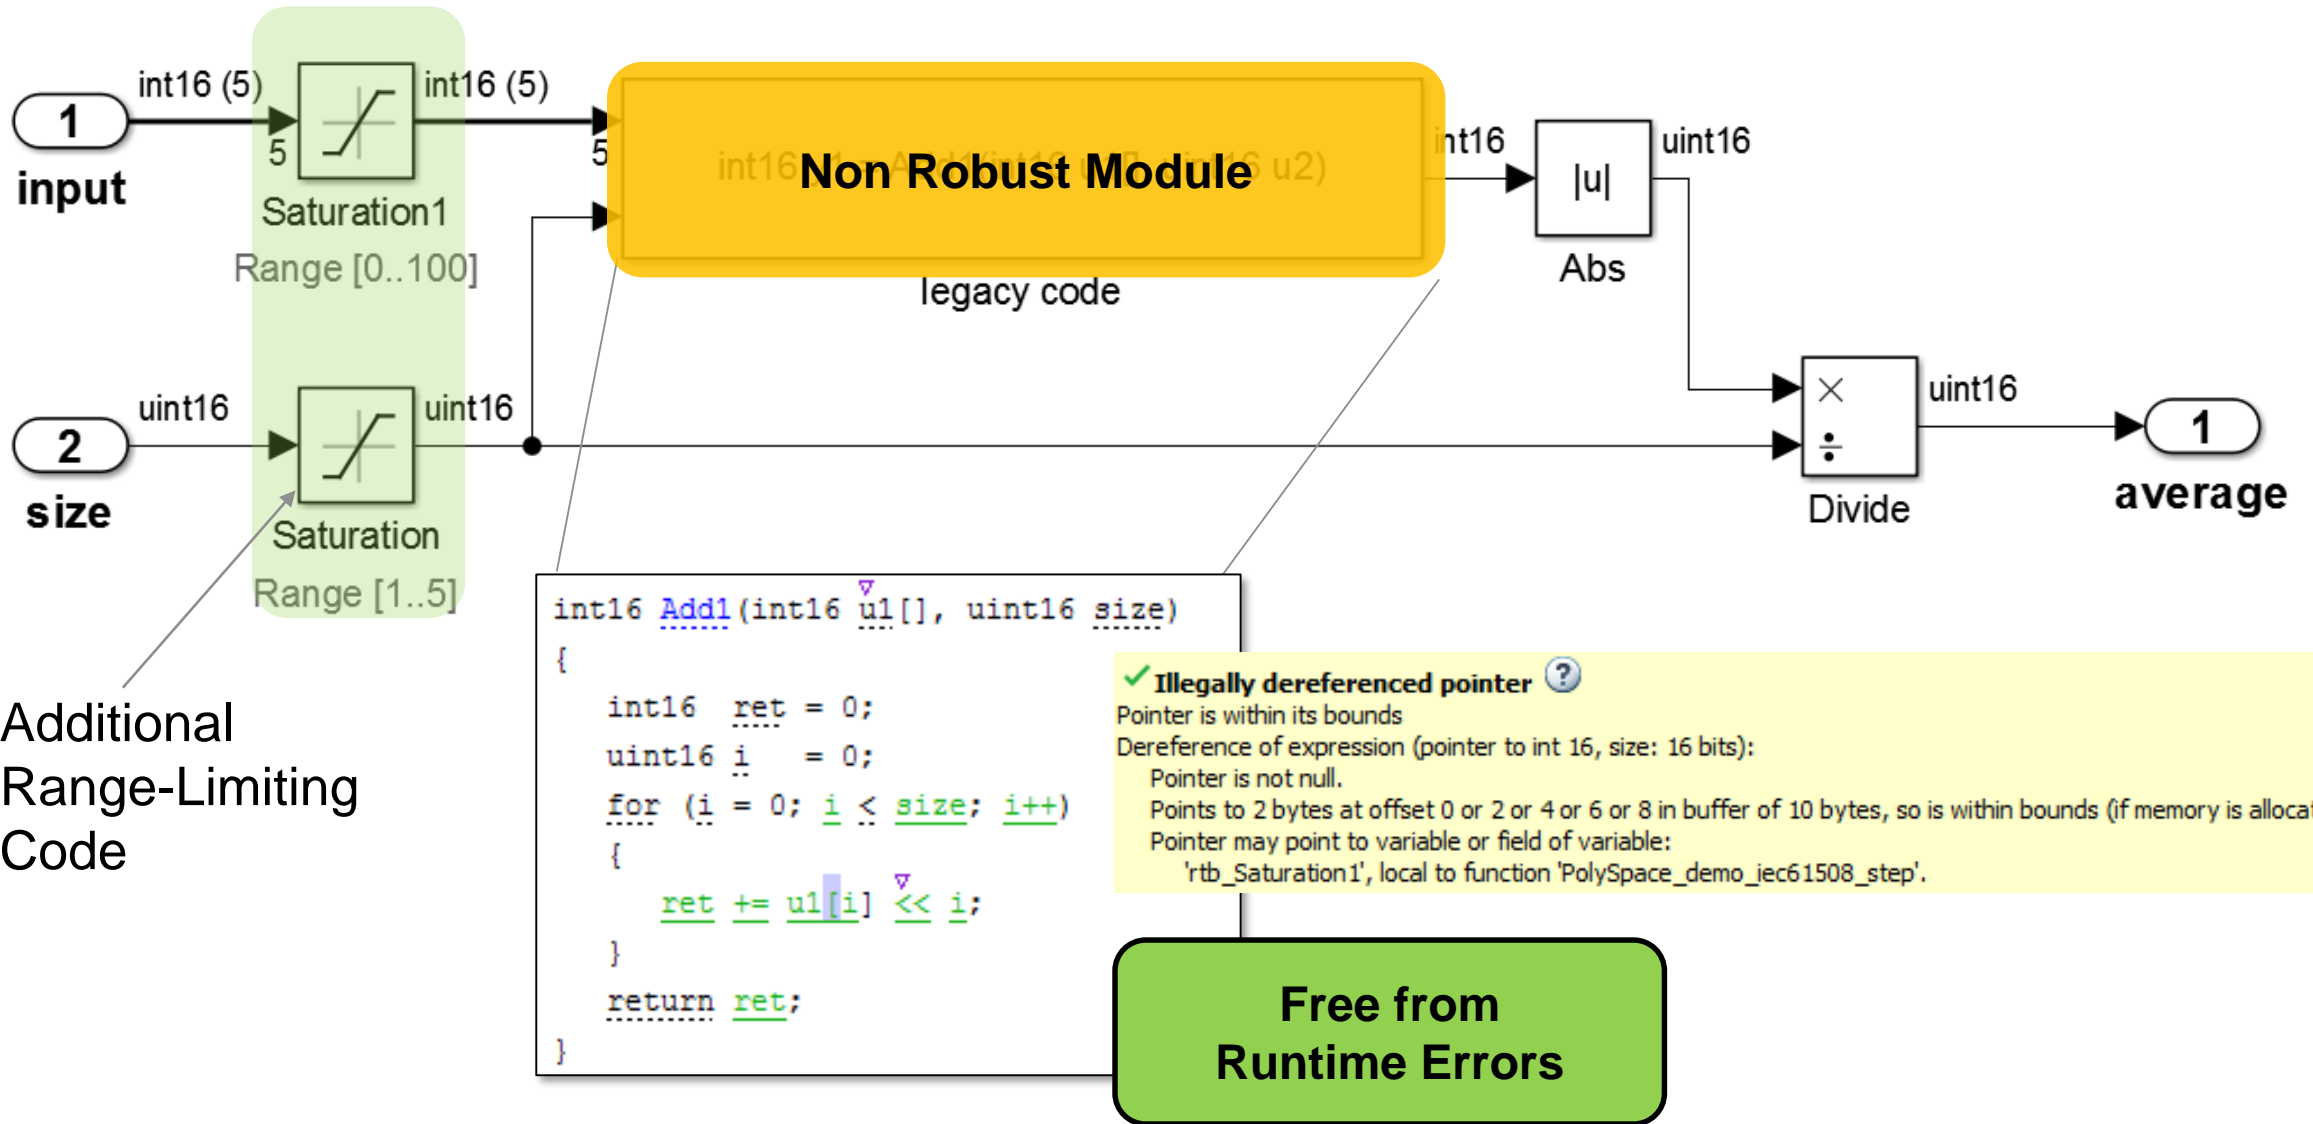 int16 (5)
int16 (5)
1
5
5
input
Saturation1
Range [0..100]
Non Robust Module
legacy code
int16
|u|
uint16
Abs
uint16
uint16
2
size
Saturation
Range [1..5]
×
÷
Divide
uint16
1
average
Additional
Range-Limiting
Code
int16 Add1(int16 u1[], uint16 size)
{
int16 ret = 0;
uint16 i = 0;
for (i = 0; i < size; i++)
{
ret += u1[i] << i;
}
return ret;
}
Illegally dereferenced pointer ?
Pointer is within its bounds
Dereference of expression (pointer to int 16, size: 16 bits):
Pointer is not null.
Points to 2 bytes at offset 0 or 2 or 4 or 6 or 8 in buffer of 10 bytes, so is within bounds (if memory is allocat
Pointer may point to variable or field of variable:
'rtb_Saturation1', local to function 'PolySpace_demo_iec61508_step'.
Free from
Runtime Errors